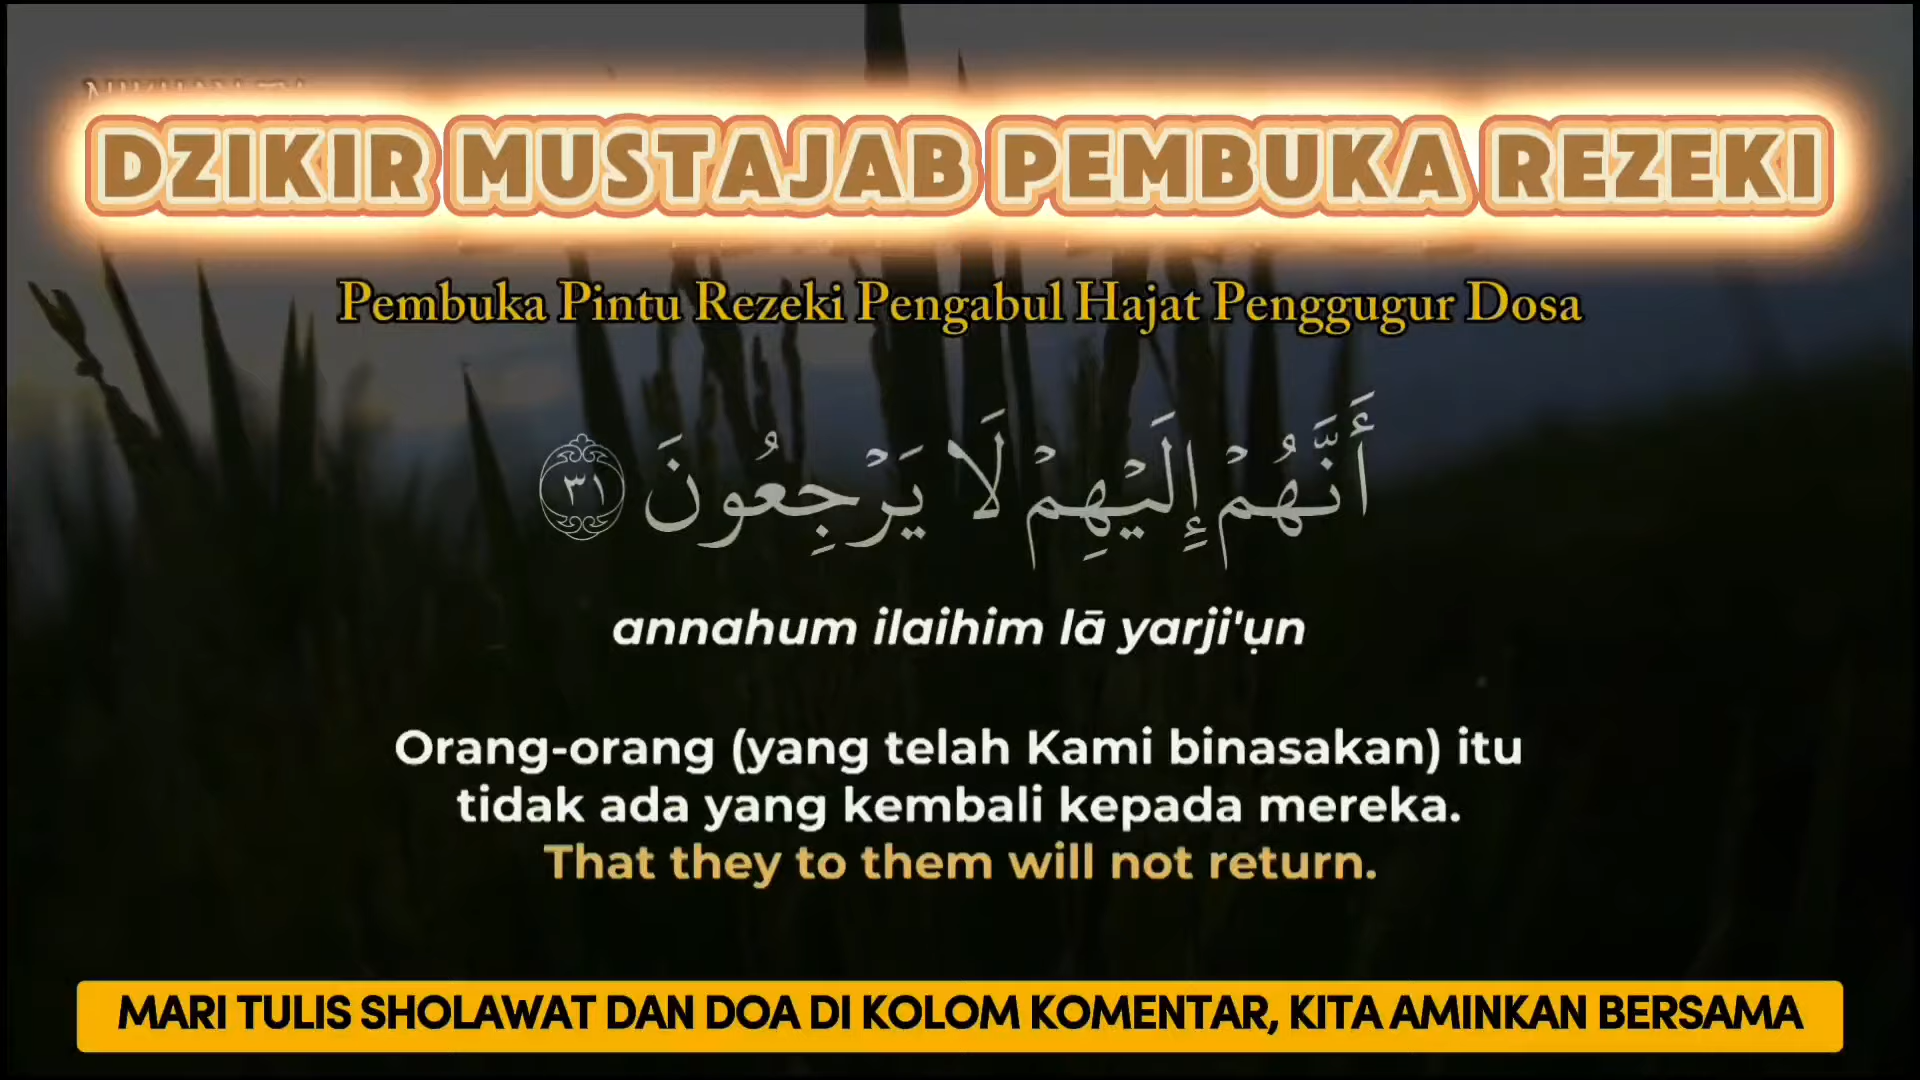 DZIKIR MUSTAJAB PEMBUKA REZEKI
Pembuka Pintu Rezeki Pengabul Hajat Penggugur Dosa
أَنَّهُمۡ إِلَيۡهِمۡ لَا يَرۡجِعُونَ ٣١
annahum ilaihim lā yarji'ụn
Orang-orang (yang telah Kami binasakan) itu
tidak ada yang kembali kepada mereka.
That they to them will not return.
MARI TULIS SHOLAWAT DAN DOA DI KOLOM KOMENTAR, KITA AMINKAN BERSAMA